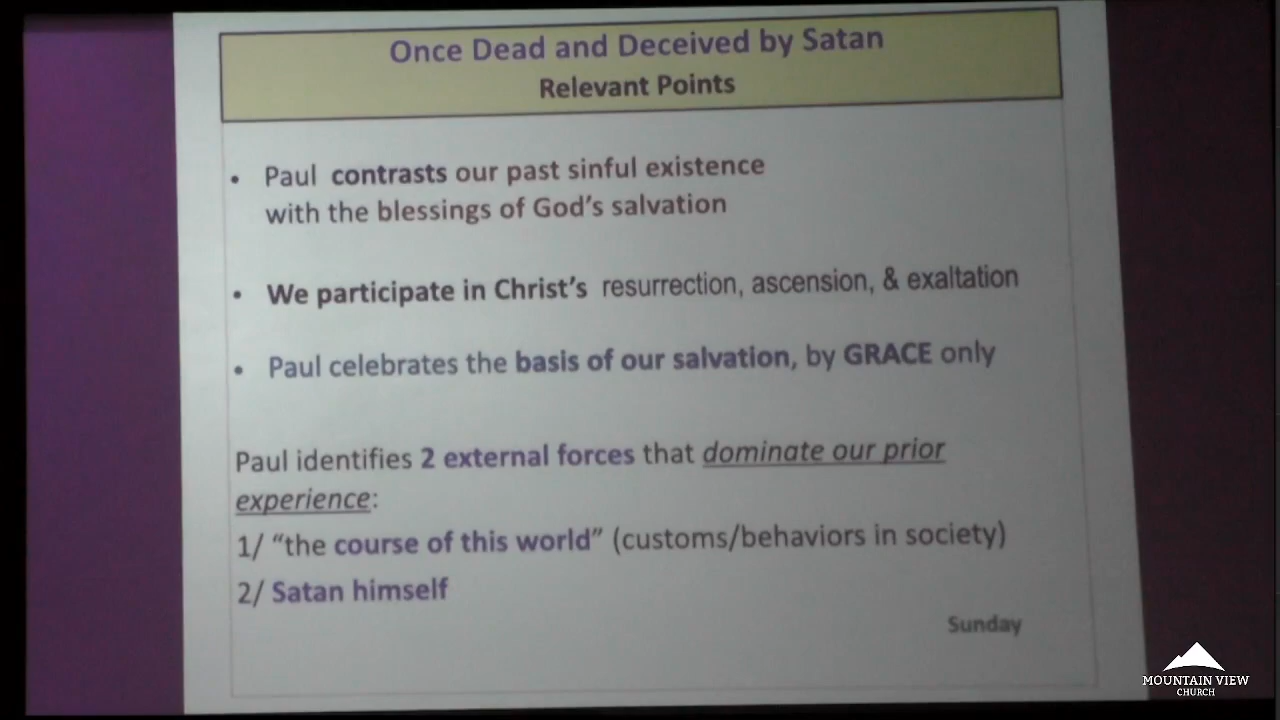 Once Dead and Deceived by Satan
Relevant Points
• Paul contrasts our past sinful existence
with the blessings of God's salvation
• We participate in Christ's resurrection, ascension, & exaltation
• Paul celebrates the basis of our salvation, by GRACE only
Paul identifies 2 external forces that dominate our prior
experience:
1/ “the course of this world” (customs/behaviors in society)
2/ Satan himself
Sunday
MOUNTAIN VIEW
CHURCH